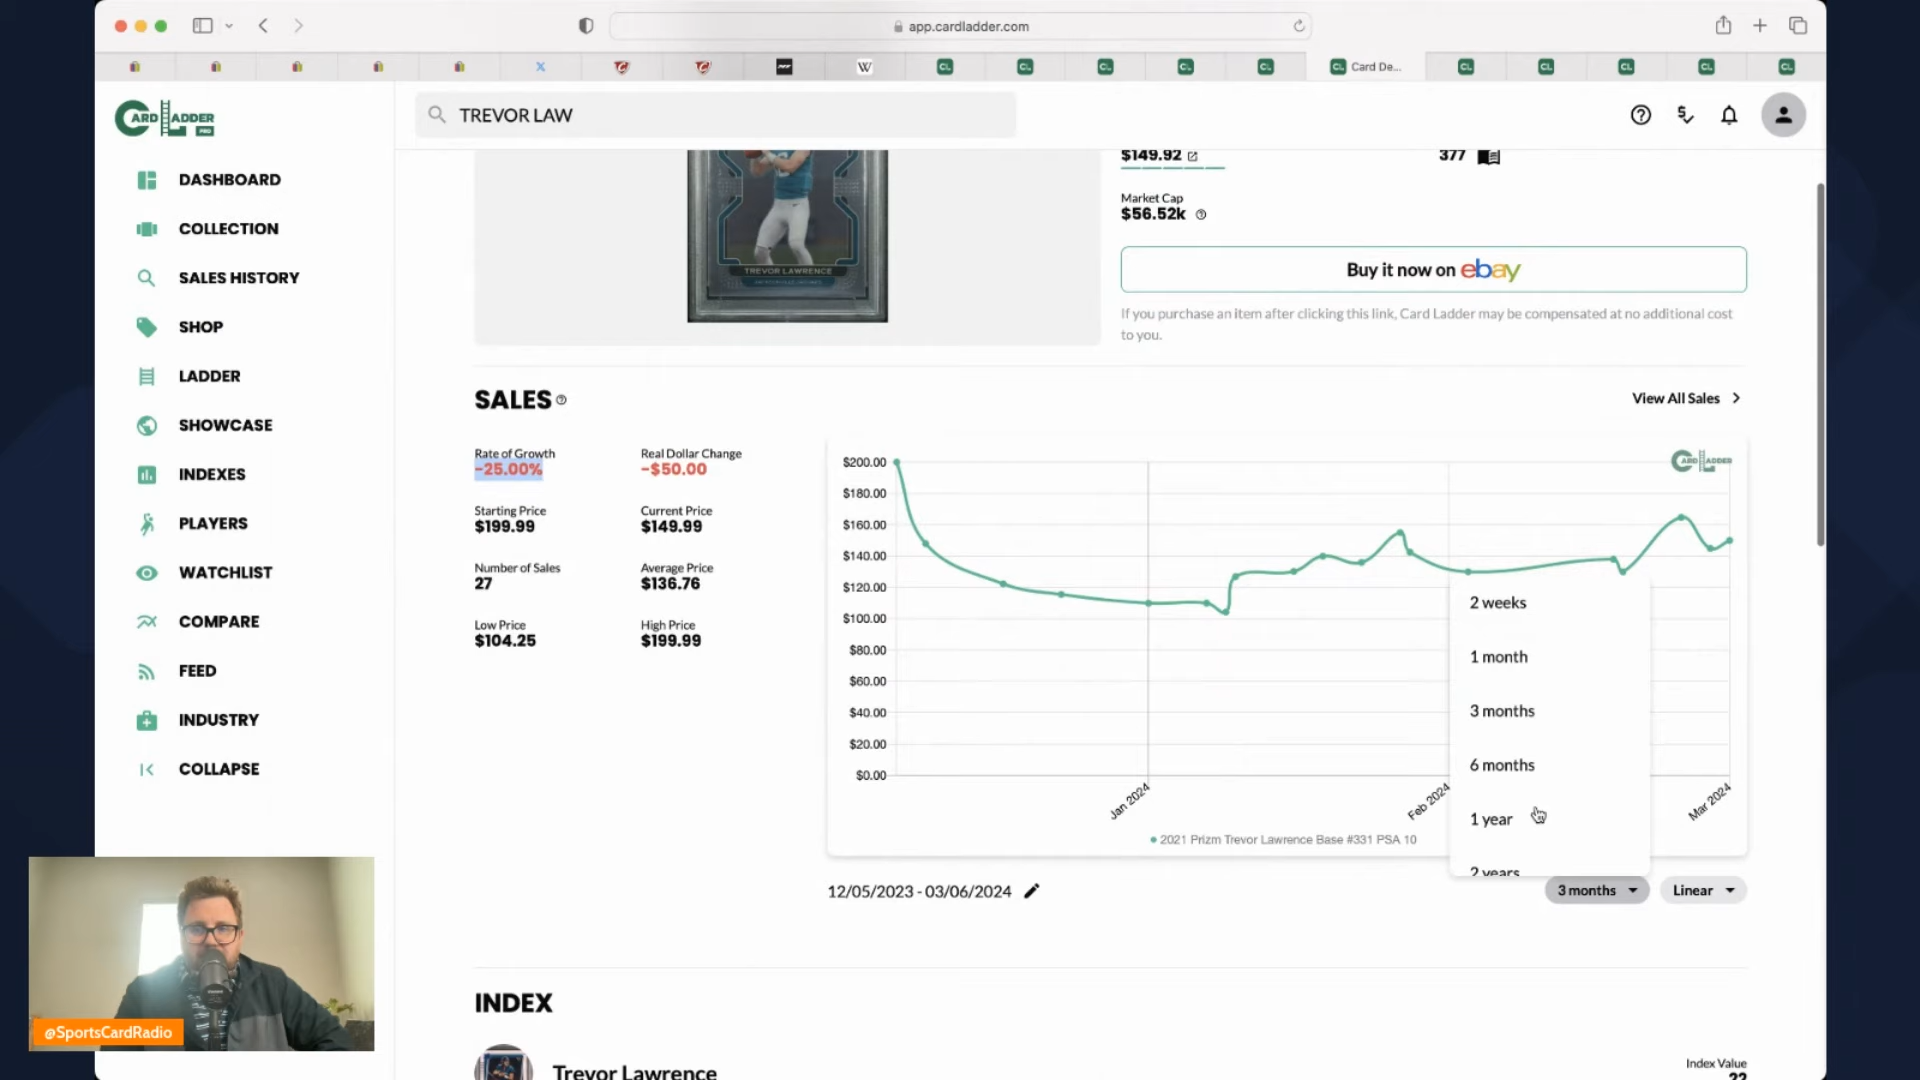 app.cardladder.com
Card De...
CARD LADDER
PRO
TREVOR LAW
DASHBOARD
COLLECTION
SALES HISTORY
SHOP
LADDER
SHOWCASE
INDEXES
PLAYERS
WATCHLIST
COMPARE
FEED
INDUSTRY
COLLAPSE
TREVOR LAWRENCE
$149.92
377
Market Cap
$56.52k
Buy it now on ebay
If you purchase an item after clicking this link, Card Ladder may be compensated at no additional cost
to you.
SALES
View All Sales
Rate of Growth
-25.00%
Real Dollar Change
-$50.00
Starting Price
$199.99
Current Price
$149.99
Number of Sales
27
Average Price
$136.76
Low Price
$104.25
High Price
$199.99
CARD LADDER
$200.00
$180.00
$160.00
$140.00
$120.00
$100.00
$80.00
$60.00
$40.00
$20.00
$0.00
Jan 2024
Feb 2024
Mar 2024
2021 Prizm Trevor Lawrence Base #331 PSA 10
2 weeks
1 month
3 months
6 months
1 year
2 years
12/05/2023 - 03/06/2024
3 months
Linear
INDEX
Trevor Lawrence
Index Value
22
@SportsCardRadio